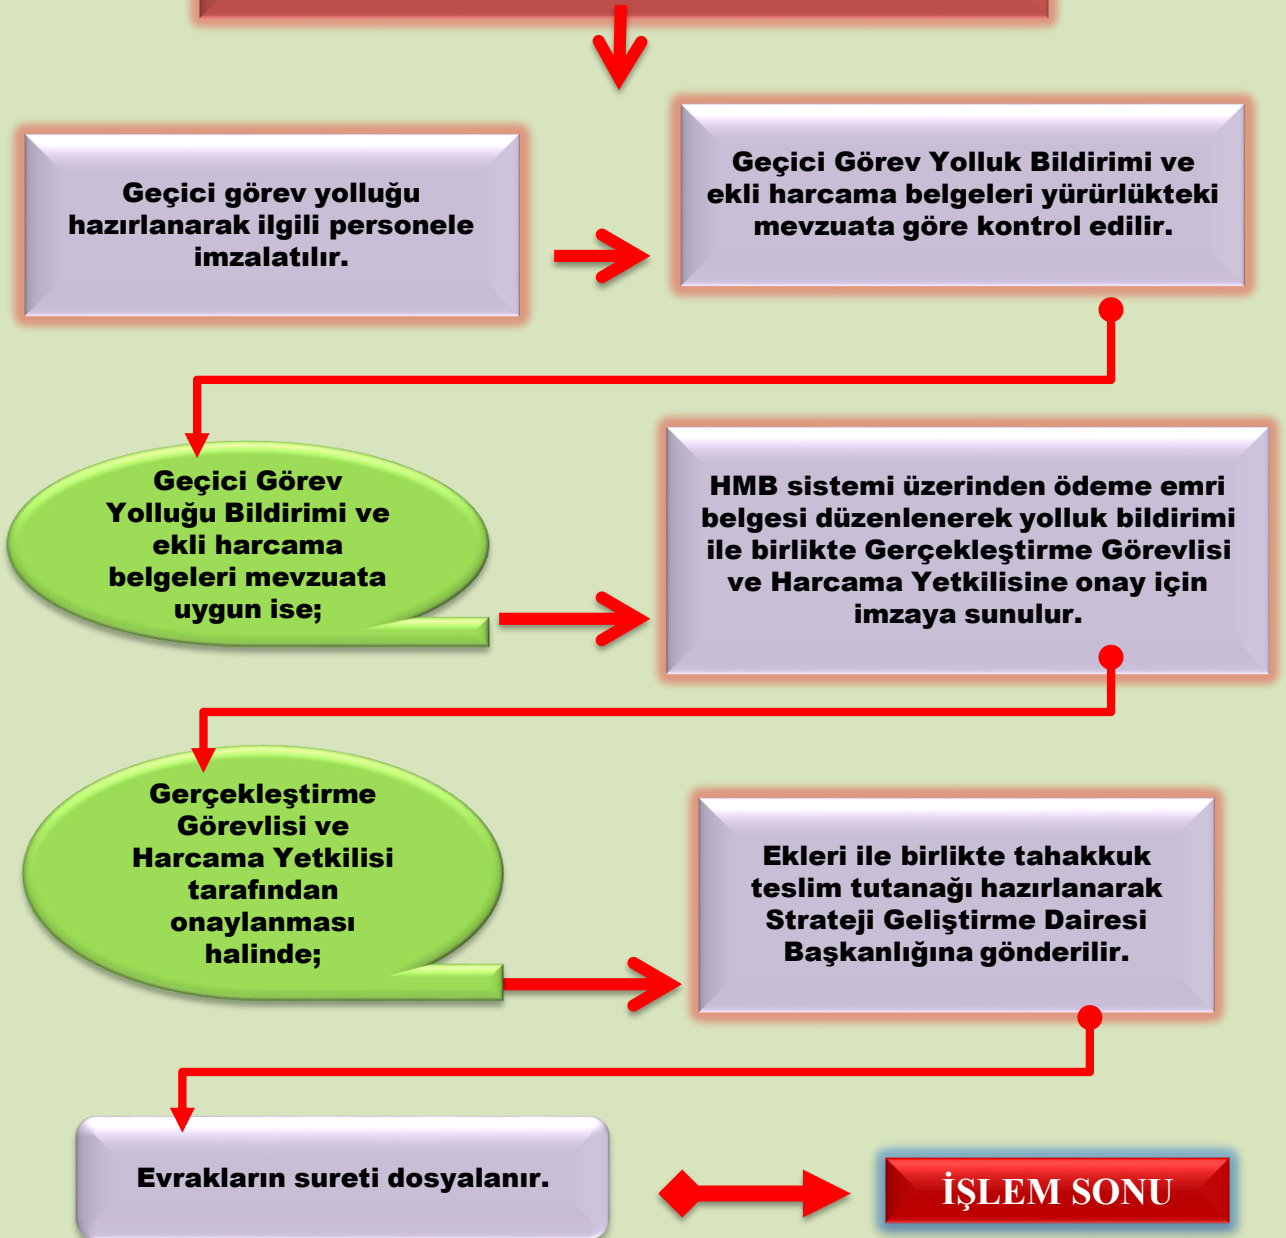 Geçici görev yolluğu
hazırlanarak ilgili personele
imzalatılır.
Geçici Görev Yolluk Bildirimi ve
ekli harcama belgeleri yürürlükteki
mevzuata göre kontrol edilir.
Geçici Görev
Yolluğu Bildirimi ve
ekli harcama
belgeleri mevzuata
uygun ise;
HMB sistemi üzerinden ödeme emri
belgesi düzenlenerek yolluk bildirimi
ile birlikte Gerçekleştirme Görevlisi
ve Harcama Yetkilisine onay için
imzaya sunulur.
Gerçekleştirme
Görevlisi ve
Harcama Yetkilisi
tarafından
onaylanması
halinde;
Ekleri ile birlikte tahakkuk
teslim tutanağı hazırlanarak
Strateji Geliştirme Dairesi
Başkanlığına gönderilir.
Evrakların sureti dosyalanır.
İŞLEM SONU